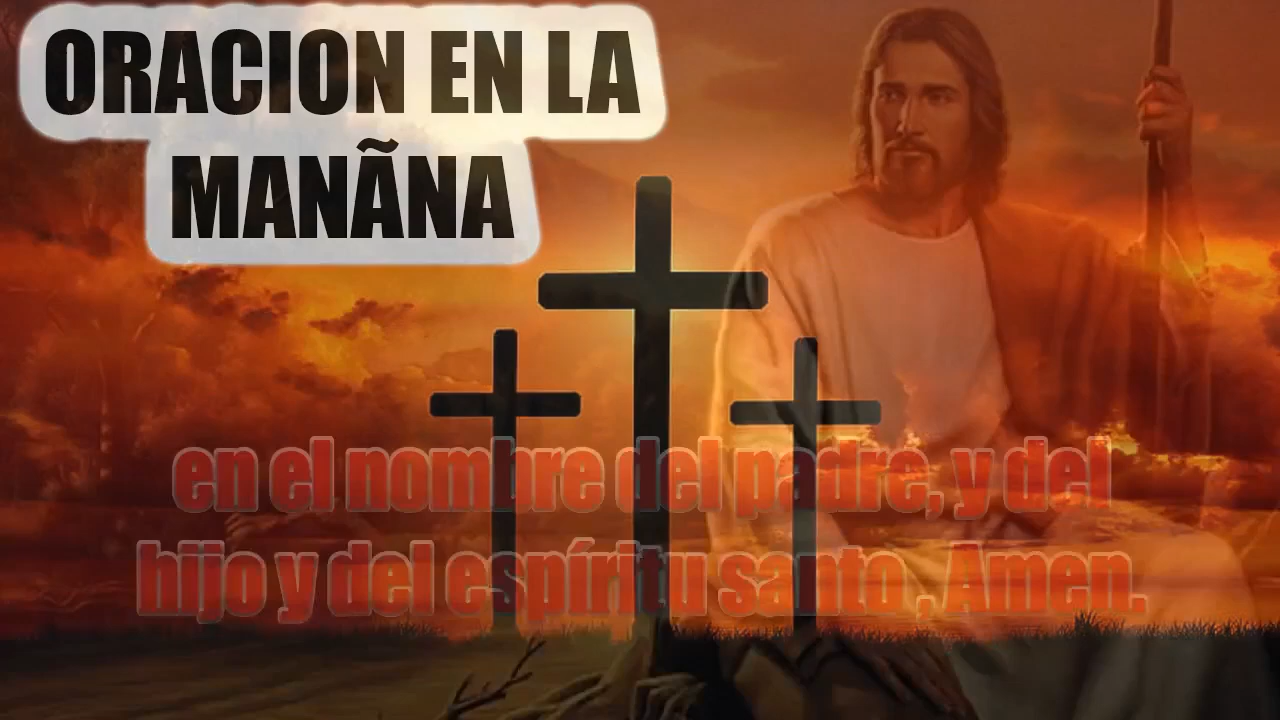 ORACION EN LA
MANÃNA
en el nombre del padre, y del
hijo y del espíritu santo , Amen.